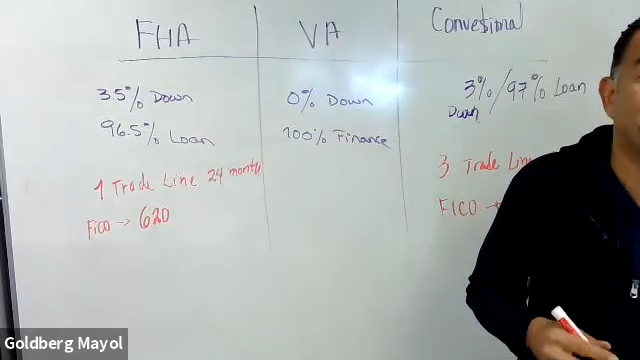 FHA
VA
Conventional
3.5% Down
96.5% Loan
1 Trade Line 24 month
FICO → 620
0% Down
100% Finance
3%/97% Loan
Down
3 Trade Line
FICO →
Goldberg Mayol